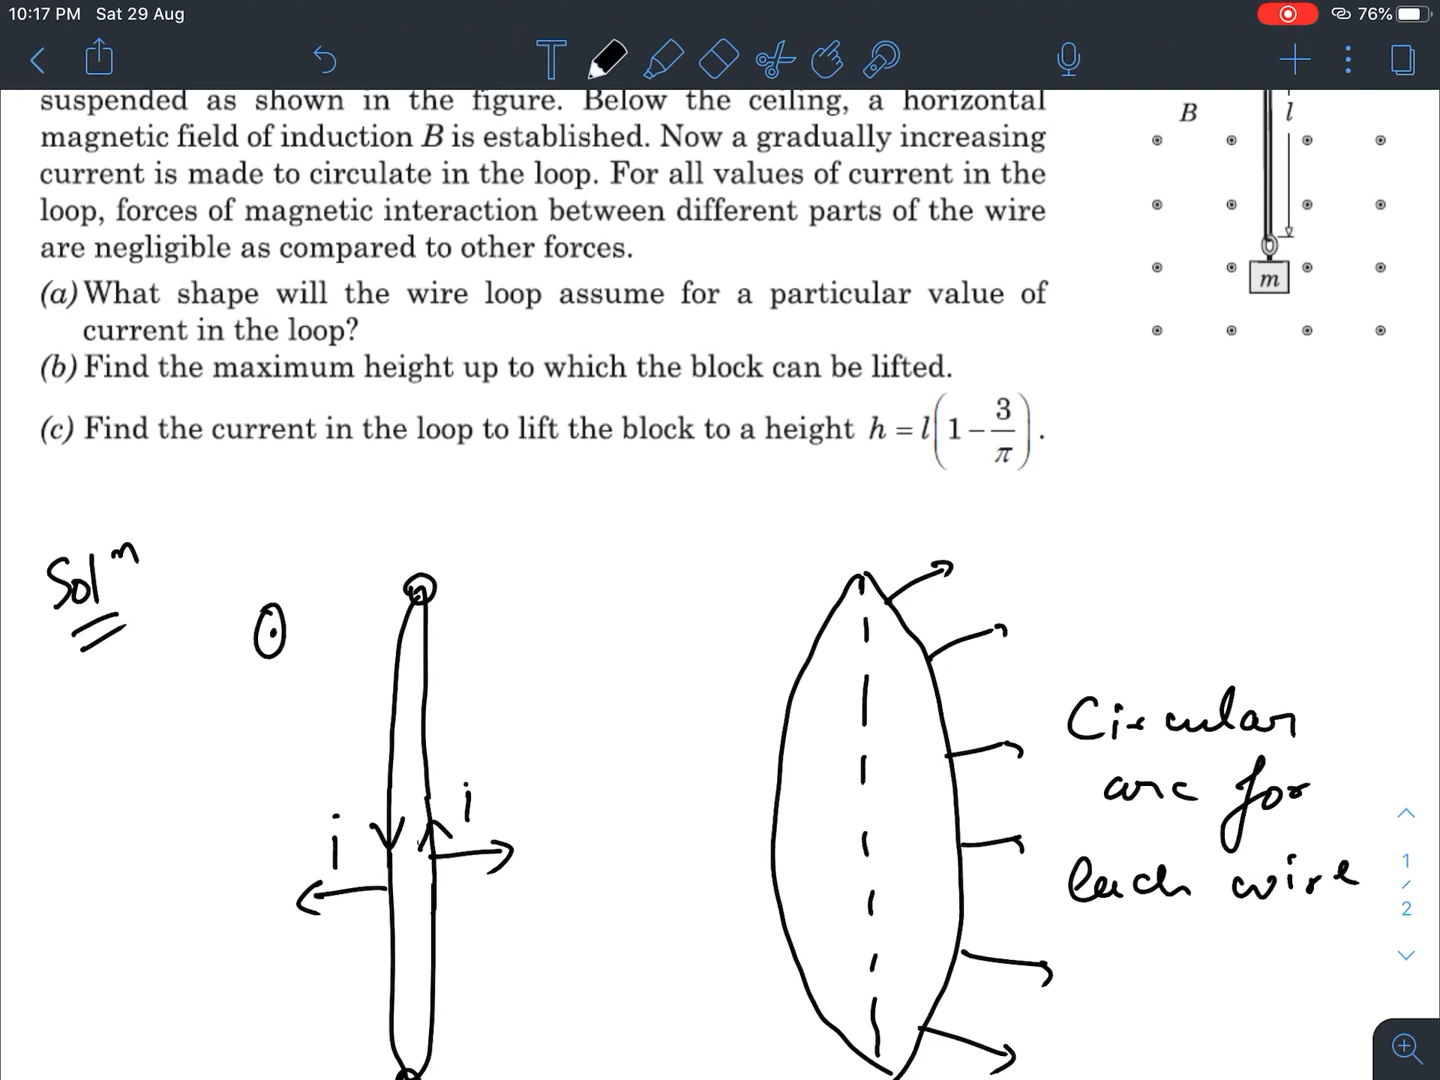 10:17 PM Sat 29 Aug
76%
suspended as shown in the figure. Below the ceiling, a horizontal
magnetic field of induction B is established. Now a gradually increasing
current is made to circulate in the loop. For all values of current in the
loop, forces of magnetic interaction between different parts of the wire
are negligible as compared to other forces.
(a) What shape will the wire loop assume for a particular value of
current in the loop?
(b) Find the maximum height up to which the block can be lifted.
(c) Find the current in the loop to lift the block to a height h = l(1 − 3/π).
B
l
m
Solⁿ
i
i
Circular
arc for
each wire
1
/
2